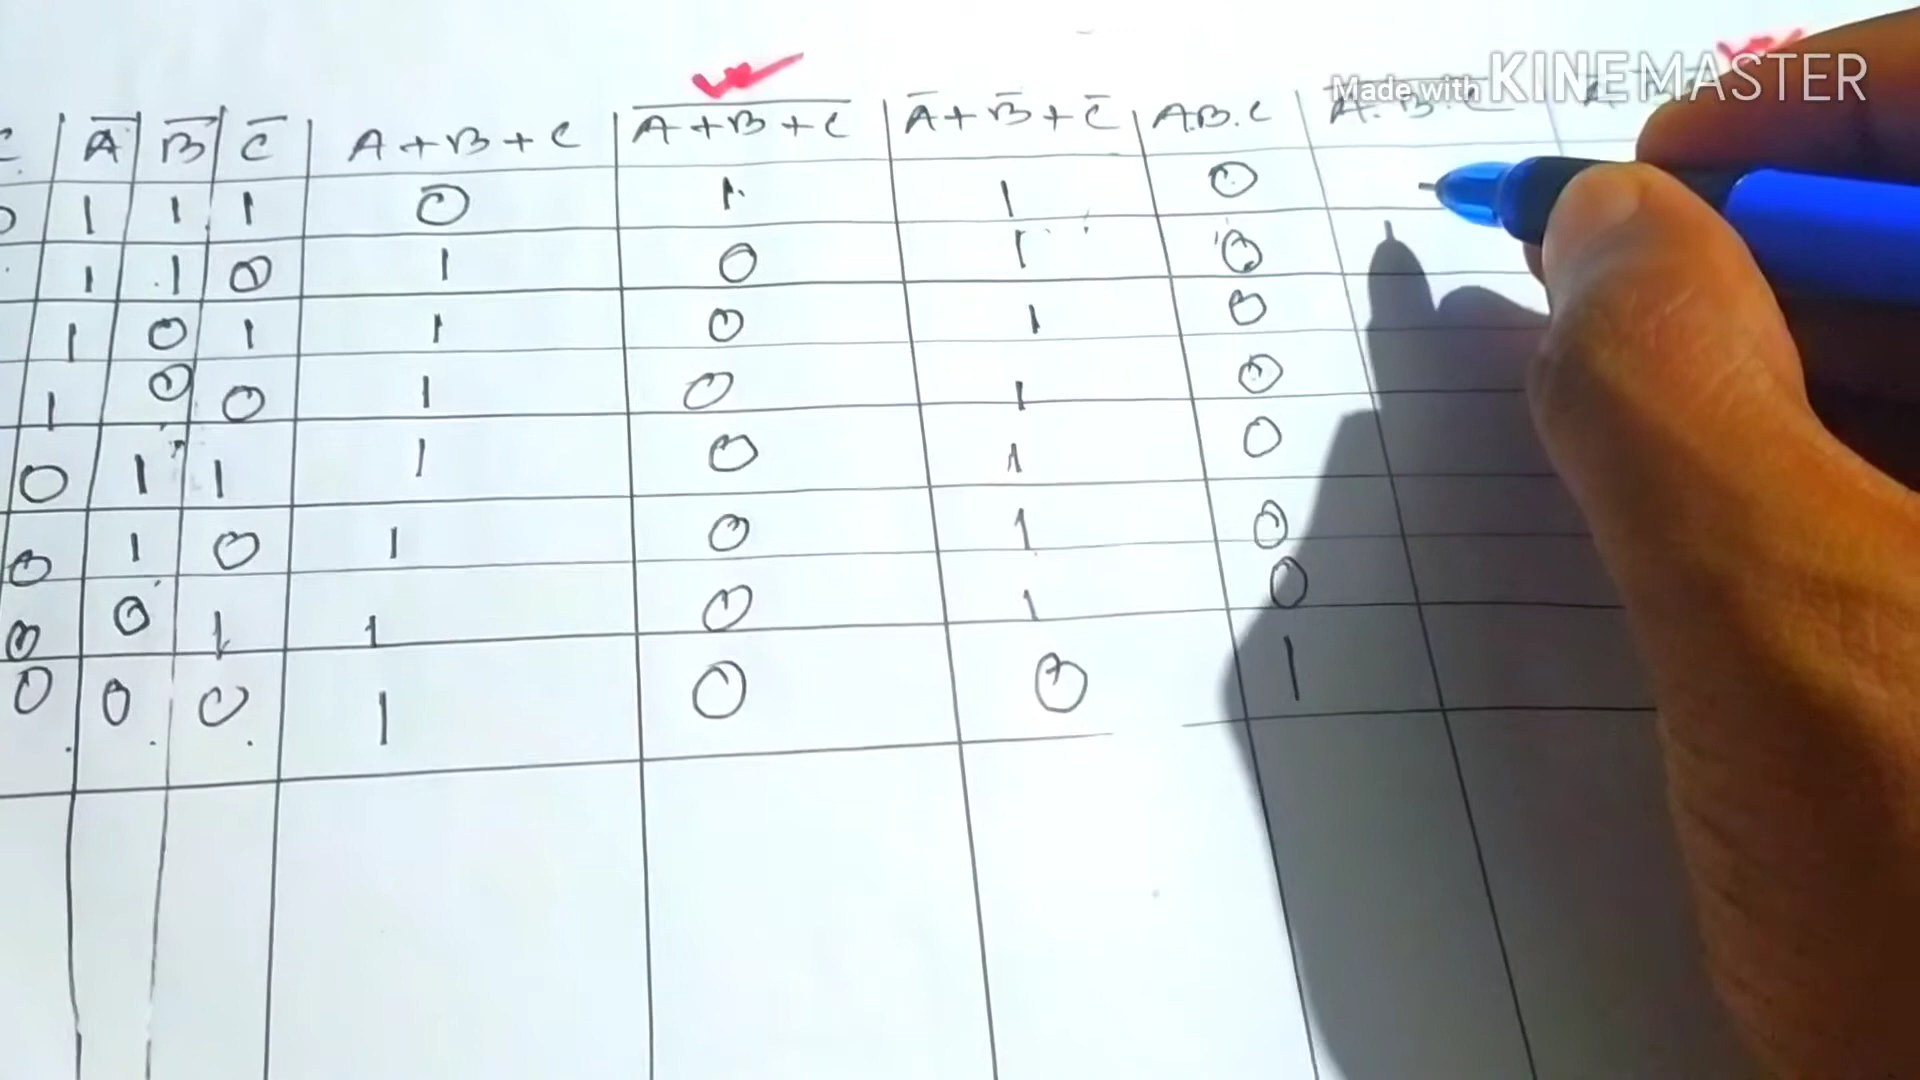 Made with KINEMASTER
C A̅ B̅ C̅ A+B+C \overline{A+B+C} A̅+B̅+C̅ A.B.C \overline{A.B.C}
0 1 1 1 0 1 1 0
1 1 0 1 0 1 0
1 0 1 1 0 1 0
1 0 0 1 0 1 0
0 1 1 1 0 1 0
0 1 0 1 0 1 0
0 0 1 1 0 1 0
0 0 0 1 0 0 1